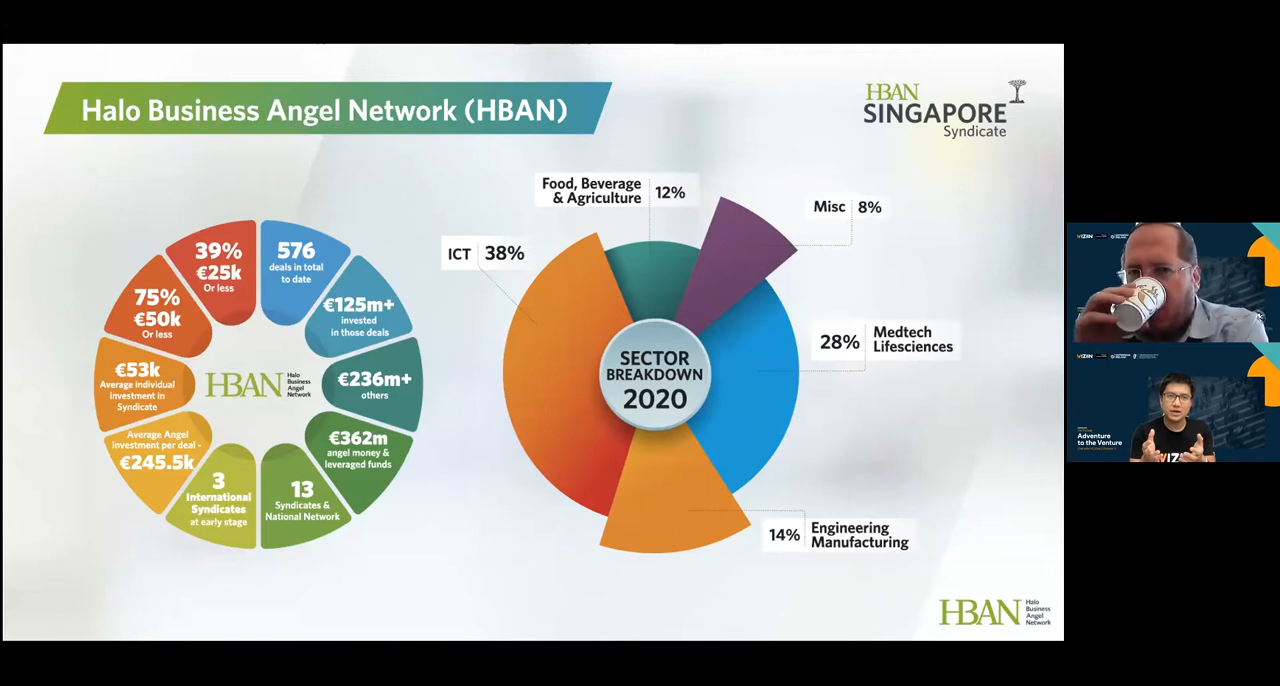 Halo Business Angel Network (HBAN)
HBAN
SINGAPORE
Syndicate
576
deals in total
to date
€125m+
invested
in those deals
€236m+
others
€362m
angel money &
leveraged funds
13
Syndicates &
National Network
3
International
Syndicates
at early stage
Average Angel
investment per deal -
€245.5k
€53k
Average individual
investment in
Syndicate
75%
€50k
Or less
39%
€25k
Or less
HBAN
Halo
Business
Angel
Network
ICT 38%
Food, Beverage
& Agriculture 12%
Misc 8%
28% Medtech
Lifesciences
14% Engineering
Manufacturing
SECTOR
BREAKDOWN
2020
HBAN
Halo
Business
Angel
Network
VIZIN
VIZIN
Adventure
to the Venture